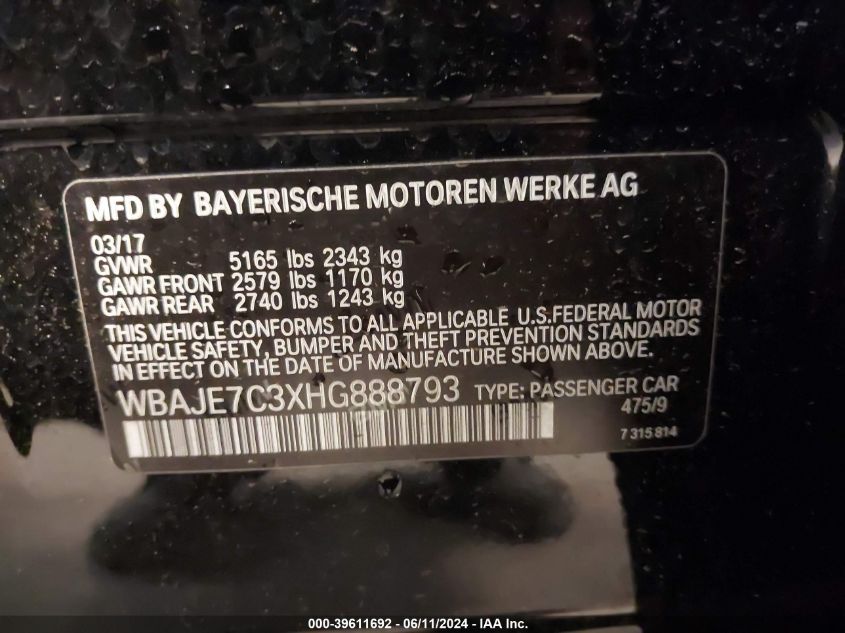 MFD BY BAYERISCHE MOTOREN WERKE AG
03/17
GVWR 5165 lbs 2343 kg
GAWR FRONT 2579 lbs 1170 kg
GAWR REAR 2740 lbs 1243 kg
THIS VEHICLE CONFORMS TO ALL APPLICABLE U.S.FEDERAL MOTOR
VEHICLE SAFETY, BUMPER AND THEFT PREVENTION STANDARDS
IN EFFECT ON THE DATE OF MANUFACTURE SHOWN ABOVE.
WBAJE7C3XHG888793 TYPE: PASSENGER CAR
475/9
7 315 814
000-39611692 - 06/11/2024 - IAA Inc.